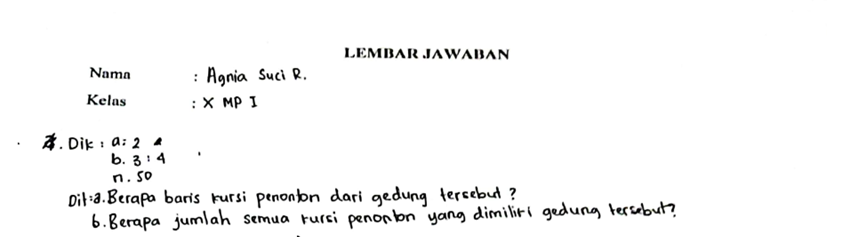 LEMBAR JAWABAN
Nama : Agnia Suci R.
Kelas : X MP I
. Dik : a: 2
b. 3 : 4
n. 50
Dit: a. Berapa baris kursi penonton dari gedung tersebut ?
b. Berapa jumlah semua kursi penonton yang dimiliki gedung tersebut?